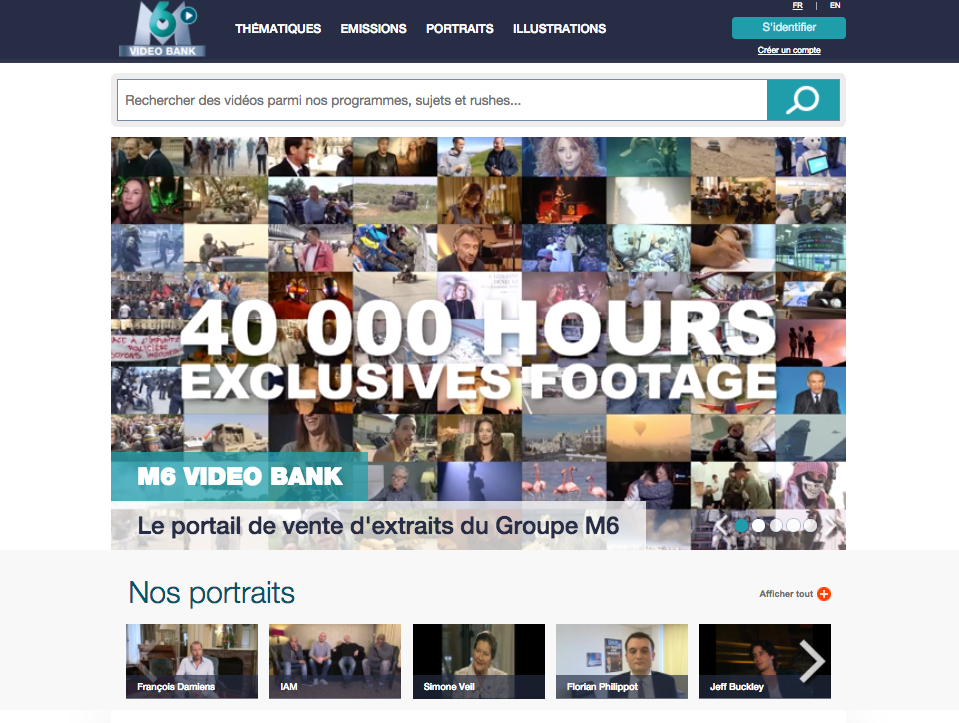 FR | EN
M6
VIDEO BANK
THÉMATIQUES EMISSIONS PORTRAITS ILLUSTRATIONS
S'identifier
Créer un compte
Rechercher des vidéos parmi nos programmes, sujets et rushes...
40 000 HOURS
EXCLUSIVES FOOTAGE
M6 VIDEO BANK
Le portail de vente d'extraits du Groupe M6
Nos portraits
Afficher tout
François Damiens
IAM
Simone Veil
Florian Philippot
Jeff Buckley